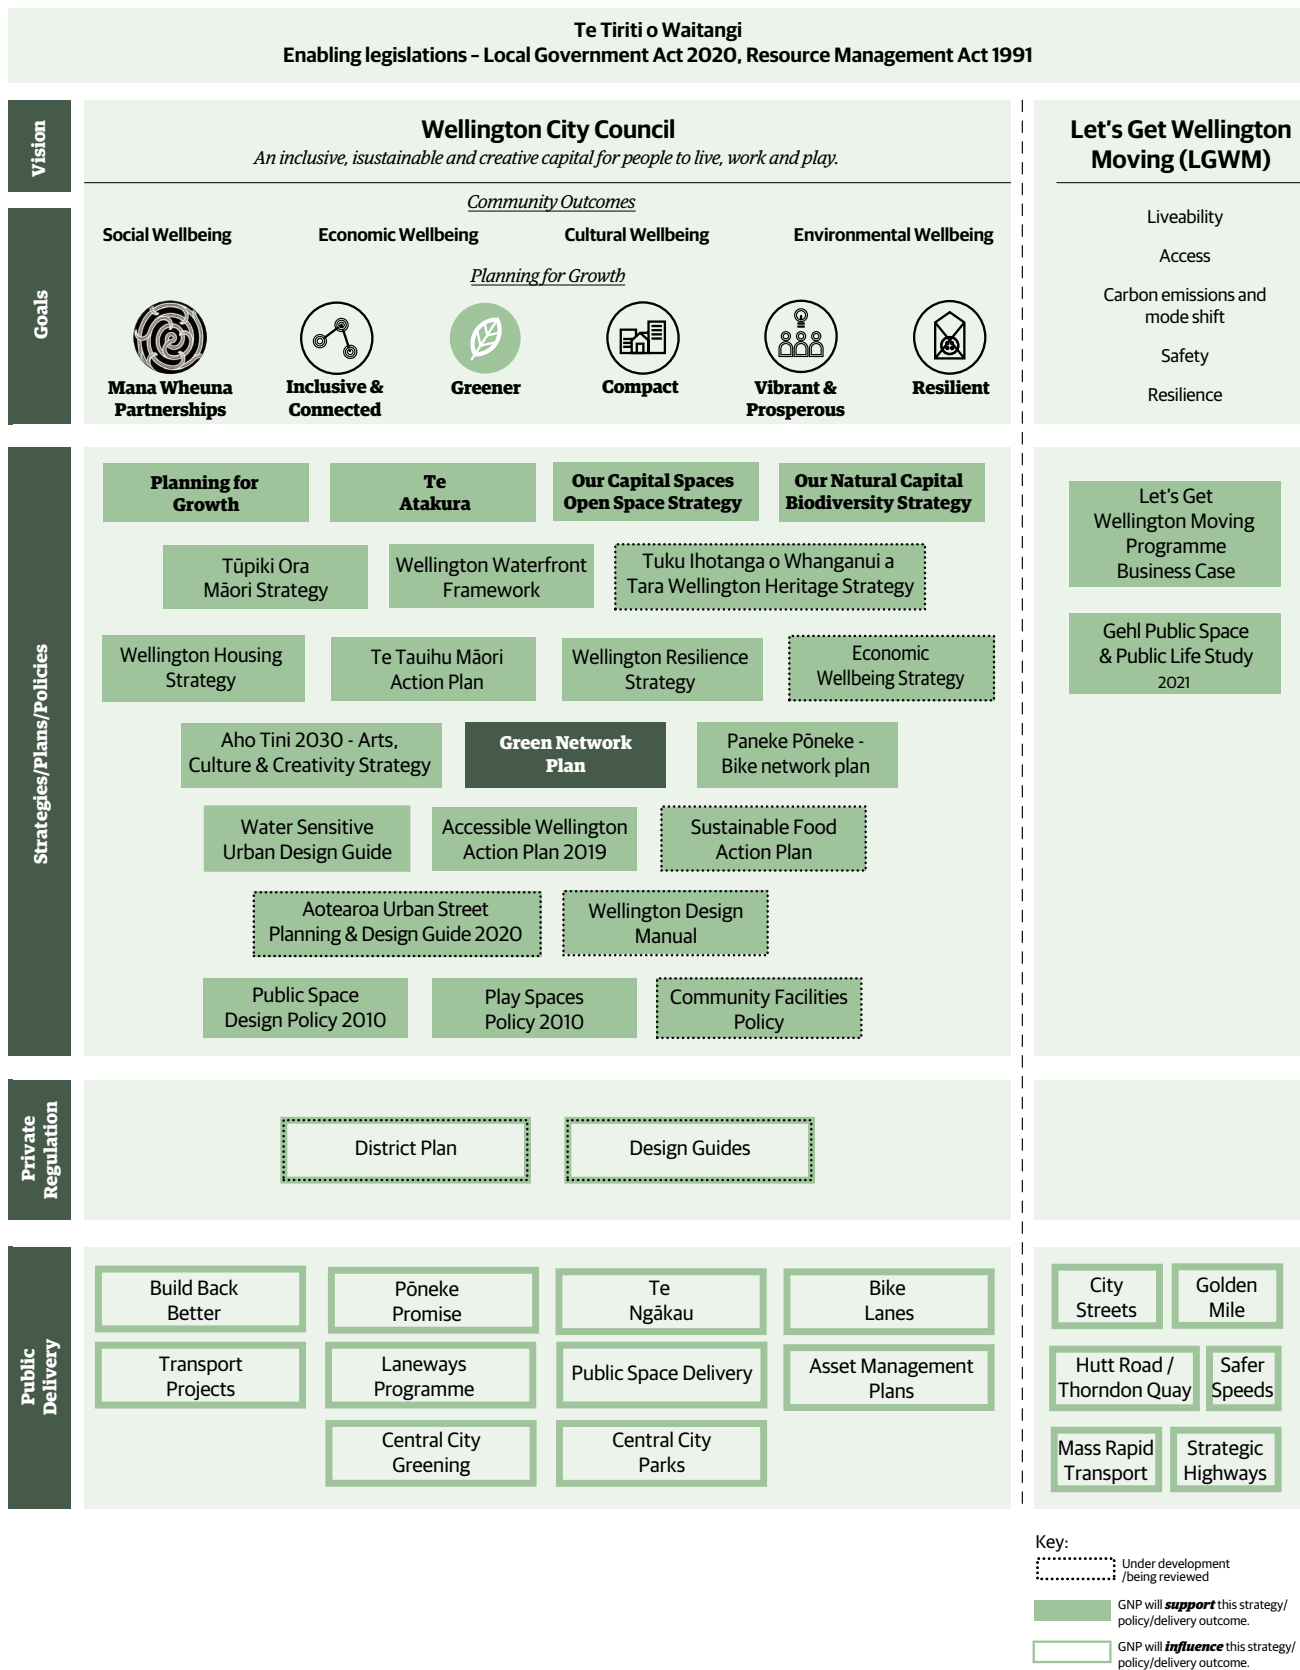 Te Tiriti o Waitangi
Enabling legislations – Local Government Act 2020, Resource Management Act 1991
Vision
Wellington City Council
An inclusive, isustainable and creative capital for people to live, work and play.
Let's Get Wellington
Moving (LGWM)
Goals
Community Outcomes
Social Wellbeing
Economic Wellbeing
Cultural Wellbeing
Environmental Wellbeing
Planning for Growth
Mana Wheuna
Partnerships
Inclusive &
Connected
Greener
Compact
Vibrant &
Prosperous
Resilient
Liveability
Access
Carbon emissions and
mode shift
Safety
Resilience
Strategies/Plans/Policies
Planning for
Growth
Te
Atakura
Our Capital Spaces
Open Space Strategy
Our Natural Capital
Biodiversity Strategy
Tūpiki Ora
Māori Strategy
Wellington Waterfront
Framework
Tuku Ihotanga o Whanganui a
Tara Wellington Heritage Strategy
Wellington Housing
Strategy
Te Tauihu Māori
Action Plan
Wellington Resilience
Strategy
Economic
Wellbeing Strategy
Aho Tini 2030 - Arts,
Culture & Creativity Strategy
Green Network
Plan
Paneke Pōneke -
Bike network plan
Water Sensitive
Urban Design Guide
Accessible Wellington
Action Plan 2019
Sustainable Food
Action Plan
Aotearoa Urban Street
Planning & Design Guide 2020
Wellington Design
Manual
Public Space
Design Policy 2010
Play Spaces
Policy 2010
Community Facilities
Policy
Let's Get
Wellington Moving
Programme
Business Case
Gehl Public Space
& Public Life Study
2021
Private
Regulation
District Plan
Design Guides
Public
Delivery
Build Back
Better
Pōneke
Promise
Te
Ngākau
Bike
Lanes
Transport
Projects
Laneways
Programme
Public Space Delivery
Asset Management
Plans
Central City
Greening
Central City
Parks
City
Streets
Golden
Mile
Hutt Road /
Thorndon Quay
Safer
Speeds
Mass Rapid
Transport
Strategic
Highways
Key:
Under development
/being reviewed
GNP will support this strategy/
policy/delivery outcome.
GNP will influence this strategy/
policy/delivery outcome.